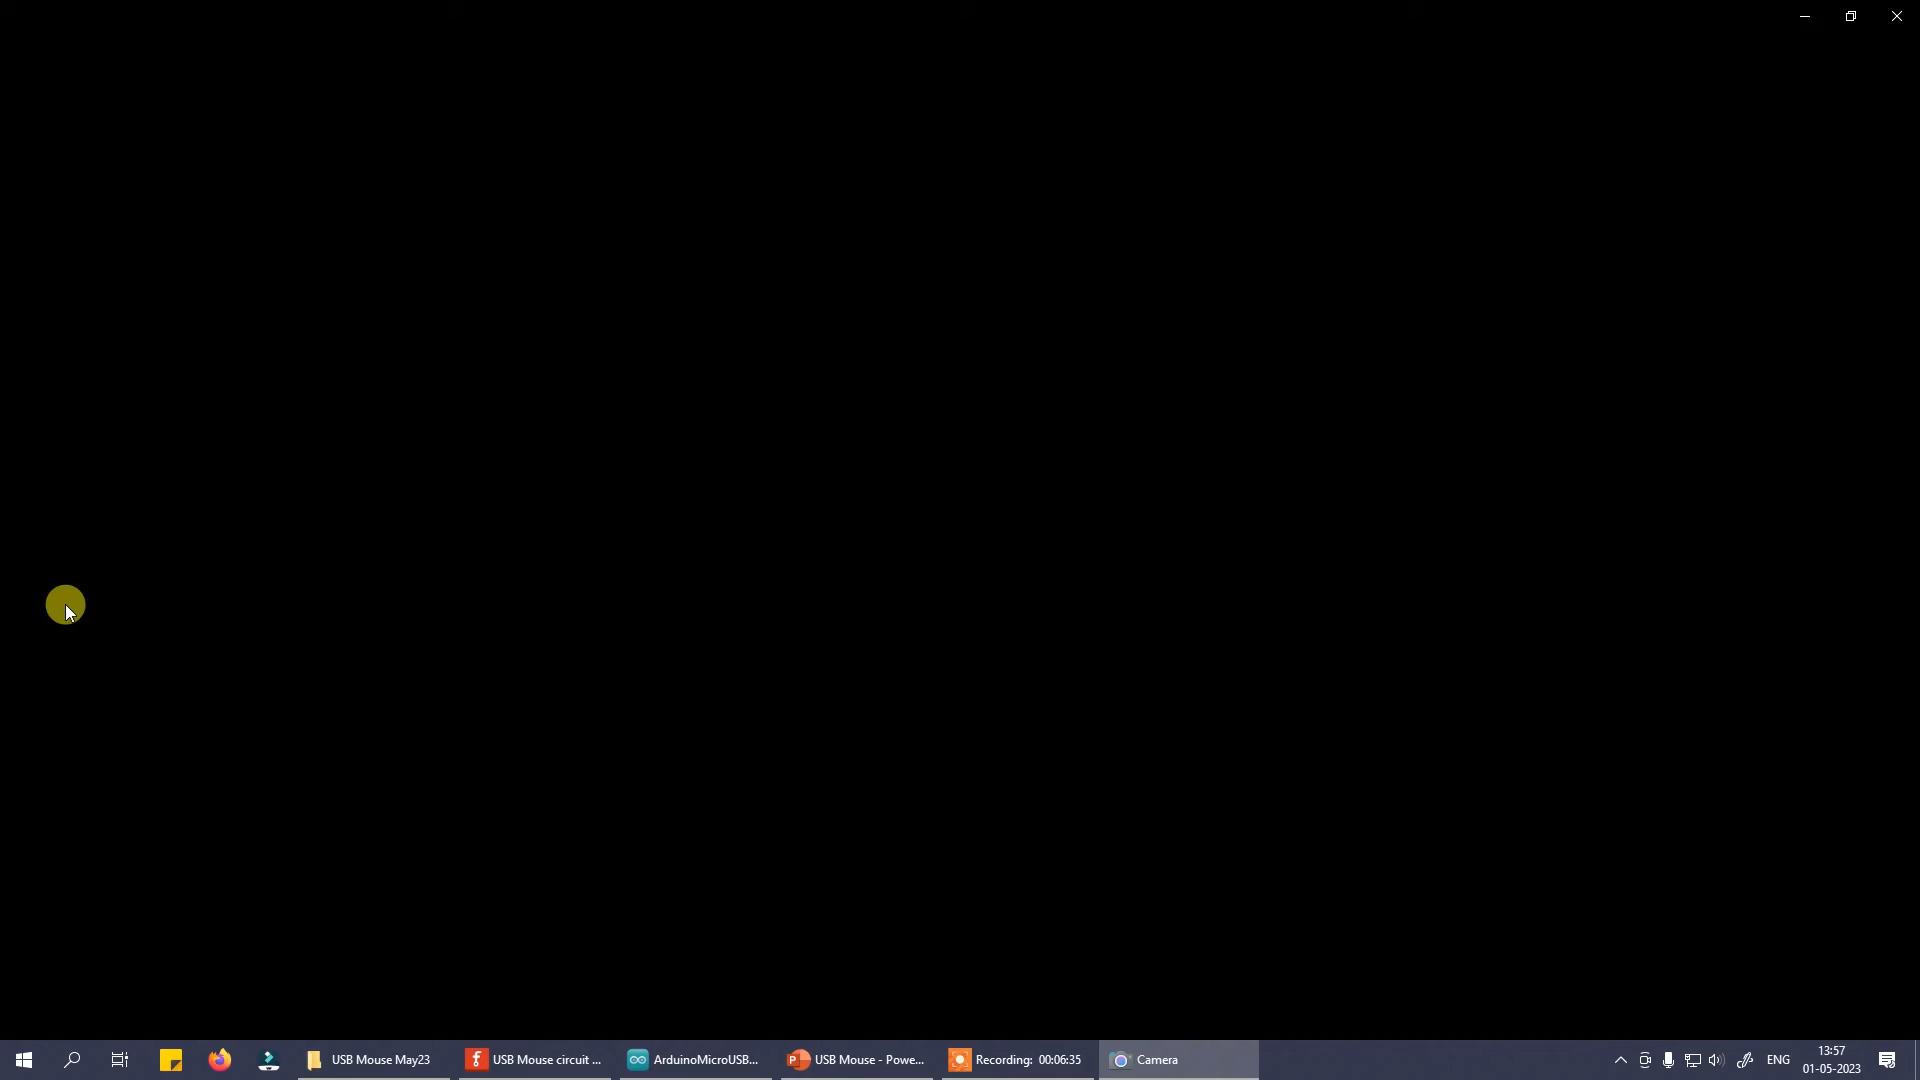 USB Mouse May23
USB Mouse circuit ...
ArduinoMicroUSB...
USB Mouse - Powe...
Recording: 00:06:35
Camera
ENG
13:57
01-05-2023